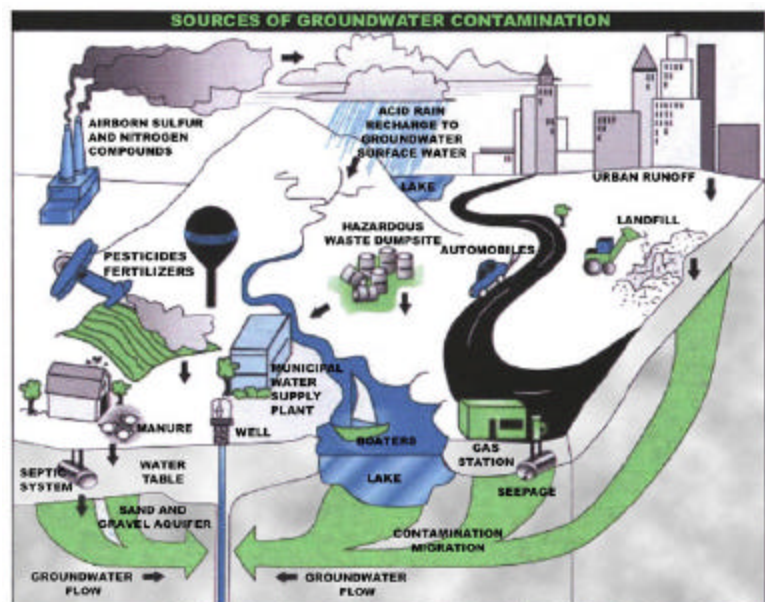 SOURCES OF GROUNDWATER CONTAMINATION
AIRBORN SULFUR
AND NITROGEN
COMPOUNDS
ACID RAIN
RECHARGE TO
GROUNDWATER
SURFACE WATER
LAKE
URBAN RUNOFF
LANDFILL
HAZARDOUS
WASTE DUMPSITE
AUTOMOBILES
PESTICIDES
FERTILIZERS
MUNICIPAL
WATER
SUPPLY
PLANT
MANURE
WELL
BOATERS
GAS
STATION
SEPTIC
SYSTEM
WATER
TABLE
LAKE
SEEPAGE
SAND AND
GRAVEL AQUIFER
CONTAMINATION
MIGRATION
GROUNDWATER
FLOW
GROUNDWATER
FLOW